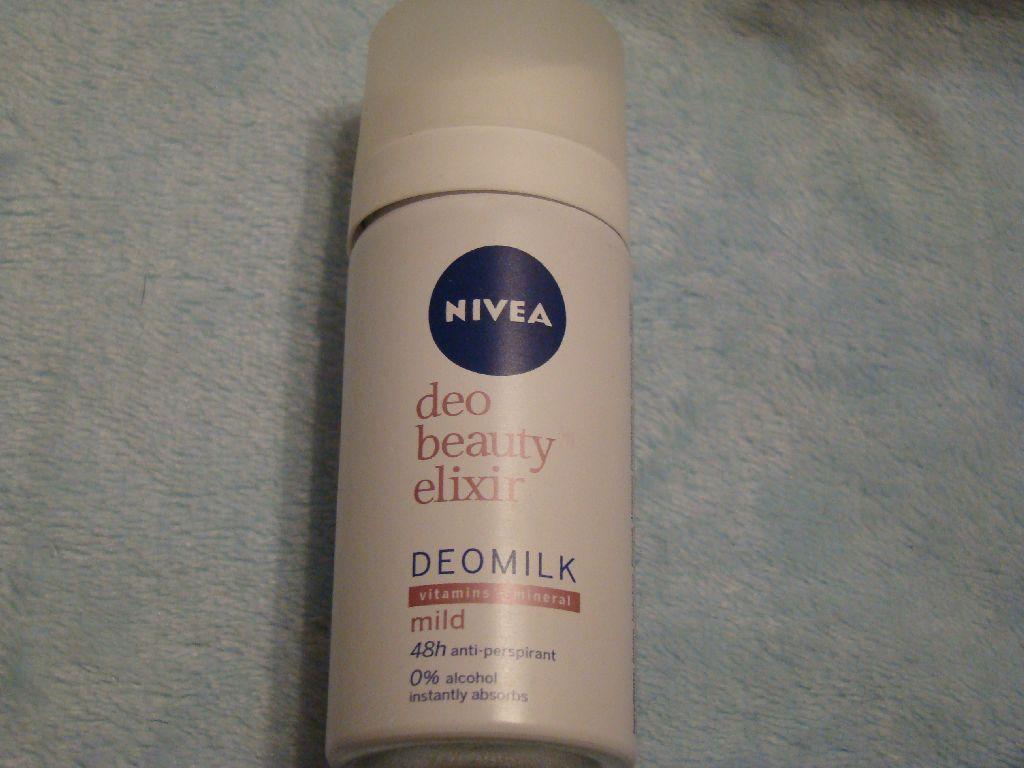 NIVEA
deo
beauty
elixir
DEOMILK
vitamins + mineral
mild
48h anti-perspirant
0% alcohol
instantly absorbs